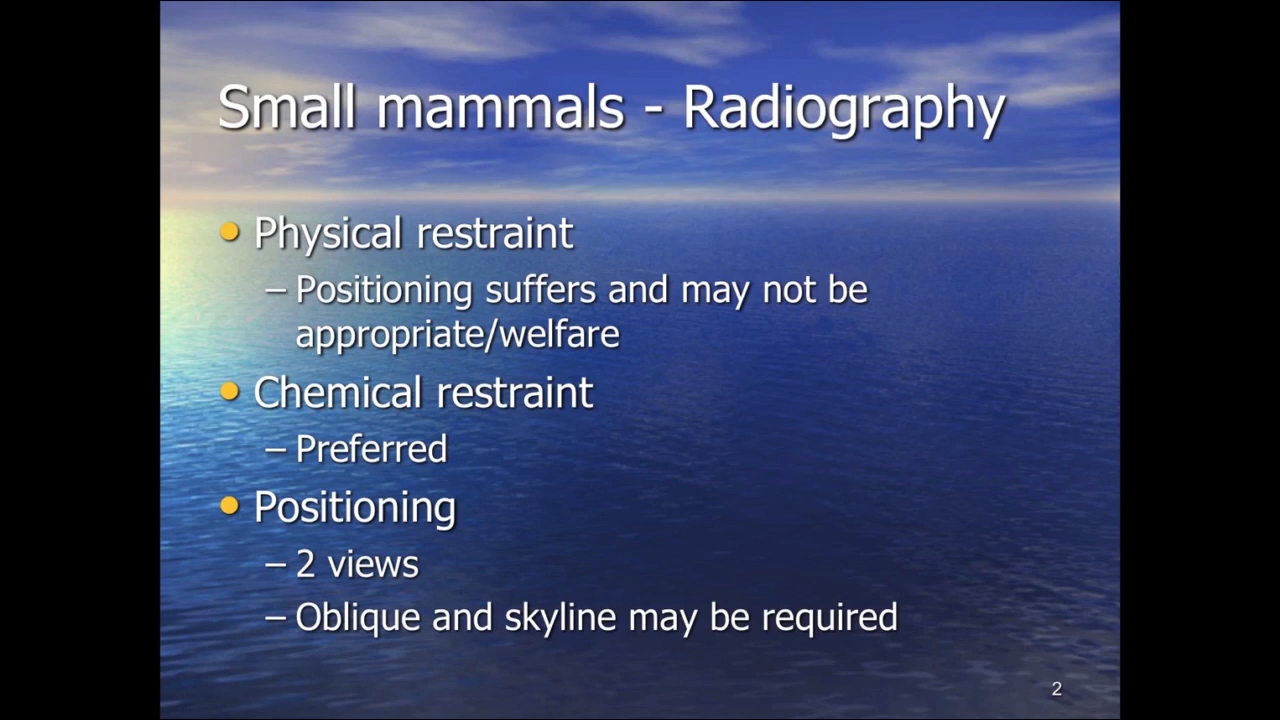 Small mammals - Radiography
• Physical restraint
– Positioning suffers and may not be
appropriate/welfare
• Chemical restraint
– Preferred
• Positioning
– 2 views
– Oblique and skyline may be required
2